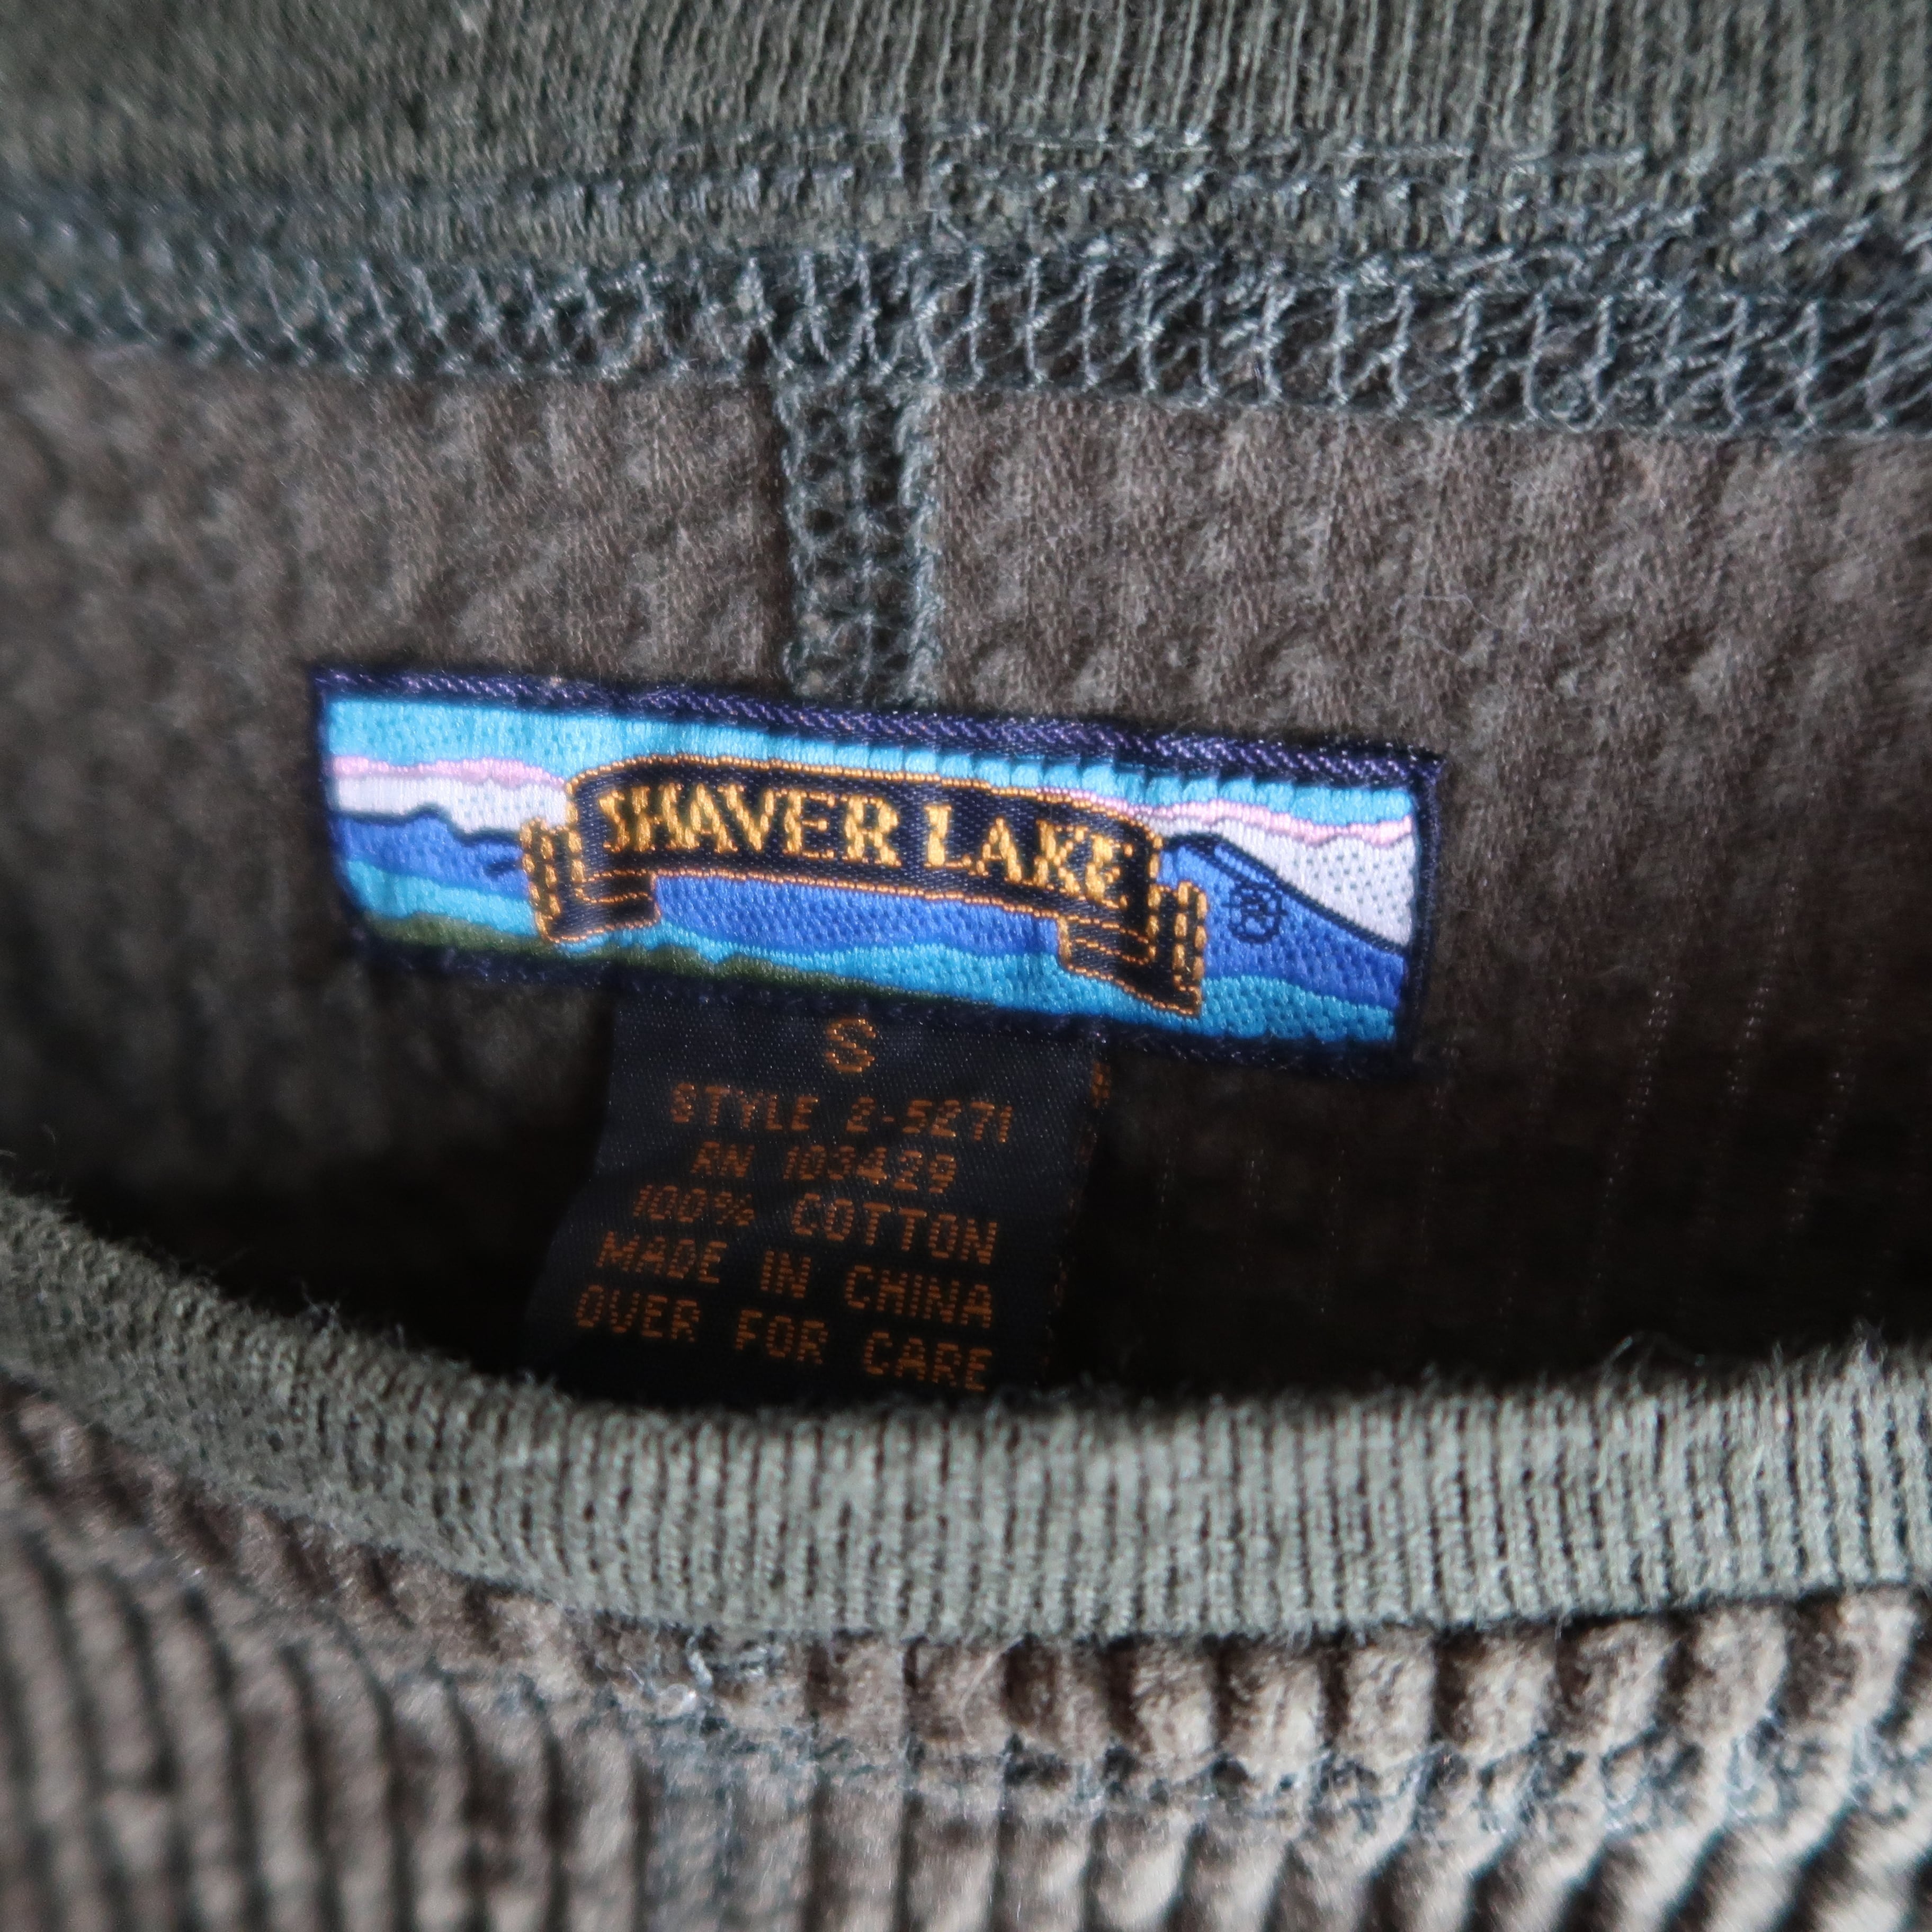 SHAVER LAKE
®
S
STYLE 2-5271
RN 103429
100% COTTON
MADE IN CHINA
OVER FOR CARE